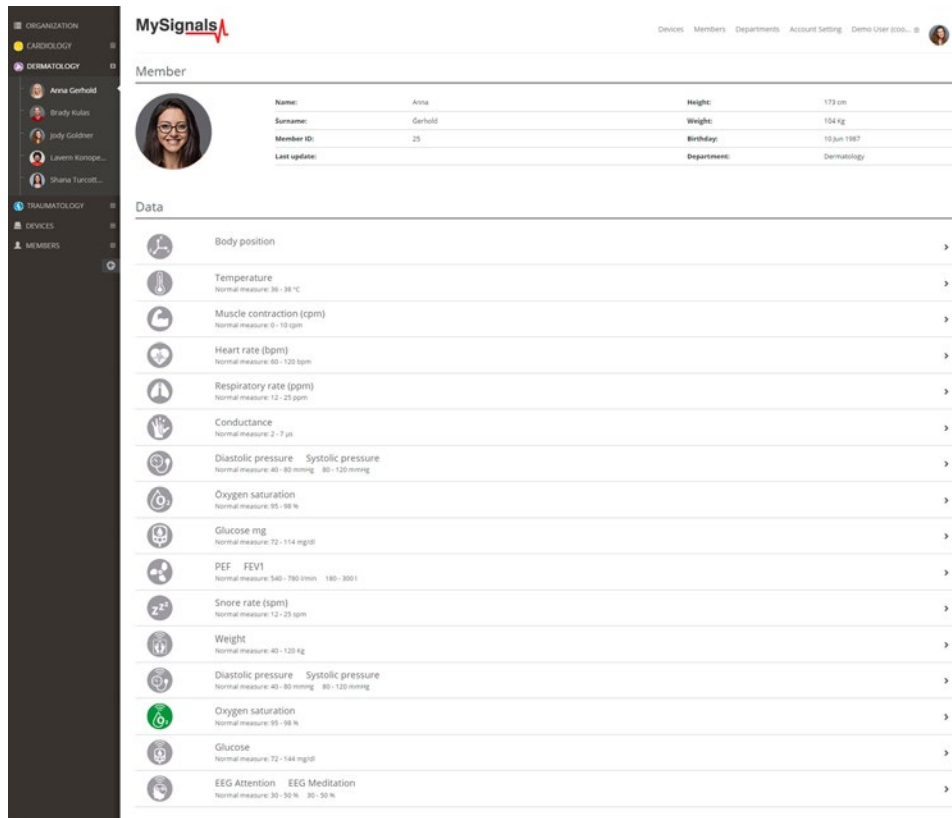 ORGANIZATION
CARDIOLOGY
DERMATOLOGY
Anna Gerhold
Brady Kulas
Jody Goldner
Lavern Konope...
Shana Turcott...
TRAUMATOLOGY
DEVICES
MEMBERS
MySignals
Devices Members Departments Account Setting Demo User (coo...
Member
Name: Anna Height: 173 cm
Surname: Gerhold Weight: 104 Kg
Member ID: 25 Birthday: 10 Jun 1987
Last update: Department: Dermatology
Data
Body position
Temperature
Normal measure: 36 - 38 °C
Muscle contraction (cpm)
Normal measure: 0 - 10 cpm
Heart rate (bpm)
Normal measure: 60 - 120 bpm
Respiratory rate (ppm)
Normal measure: 12 - 25 ppm
Conductance
Normal measure: 2 - 7 µs
Diastolic pressure Systolic pressure
Normal measure: 40 - 80 mmHg 80 - 120 mmHg
O₂
Oxygen saturation
Normal measure: 95 - 98 %
Glucose mg
Normal measure: 72 - 114 mg/dl
PEF FEV1
Normal measure: 540 - 780 l/min 180 - 300 l
zzz
Snore rate (spm)
Normal measure: 12 - 25 spm
Weight
Normal measure: 40 - 120 Kg
Diastolic pressure Systolic pressure
Normal measure: 40 - 80 mmHg 80 - 120 mmHg
O₂
Oxygen saturation
Normal measure: 95 - 98 %
Glucose
Normal measure: 72 - 144 mg/dl
EEG Attention EEG Meditation
Normal measure: 30 - 50 % 30 - 50 %